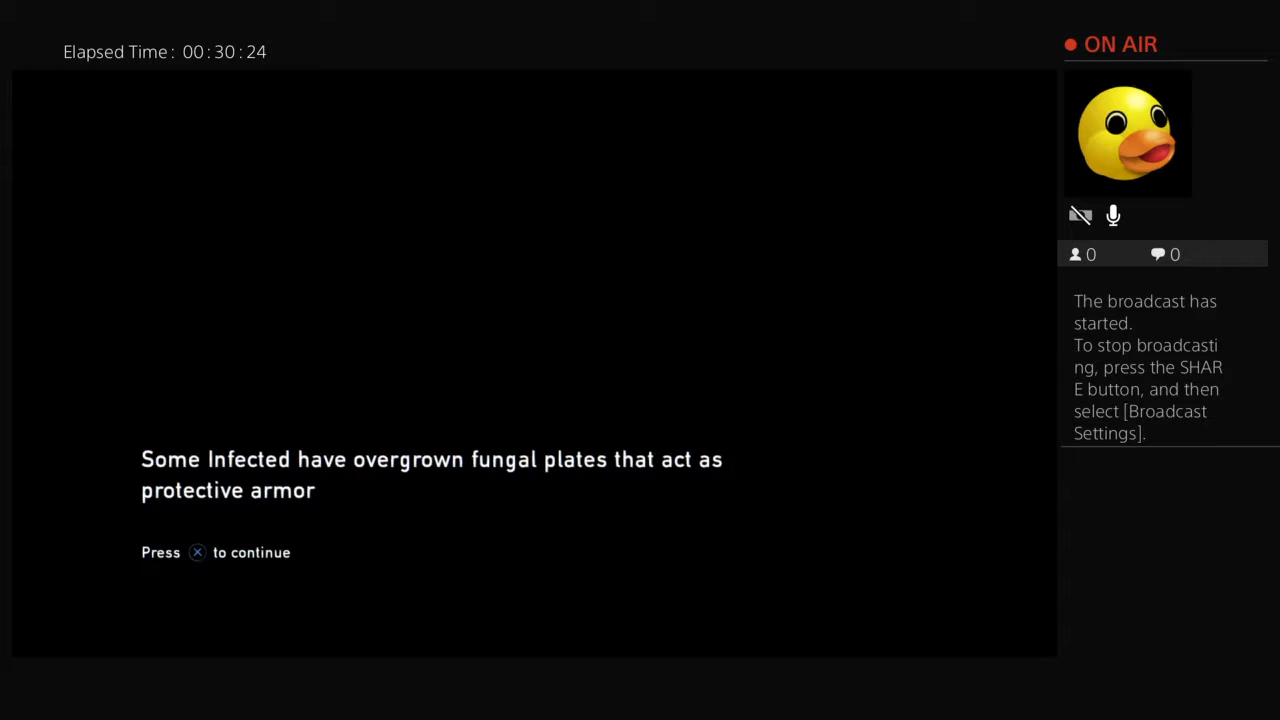 Elapsed Time: 00:30:24
ON AIR
0 0
The broadcast has
started.
To stop broadcasti
ng, press the SHAR
E button, and then
select [Broadcast
Settings].
Some Infected have overgrown fungal plates that act as
protective armor
Press ⓧ to continue